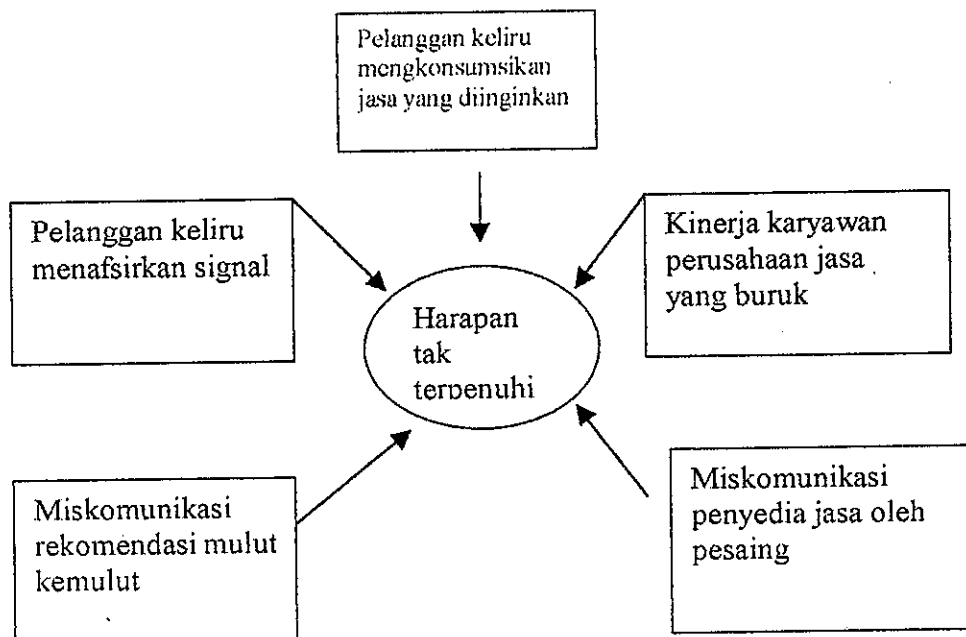 Pelanggan keliru
mengkonsumsikan
jasa yang diinginkan
Pelanggan keliru
menafsirkan signal
Kinerja karyawan
perusahaan jasa
yang buruk
Harapan
tak
terpenuhi
Miskomunikasi
rekomendasi mulut
kemulut
Miskomunikasi
penyedia jasa oleh
pesaing